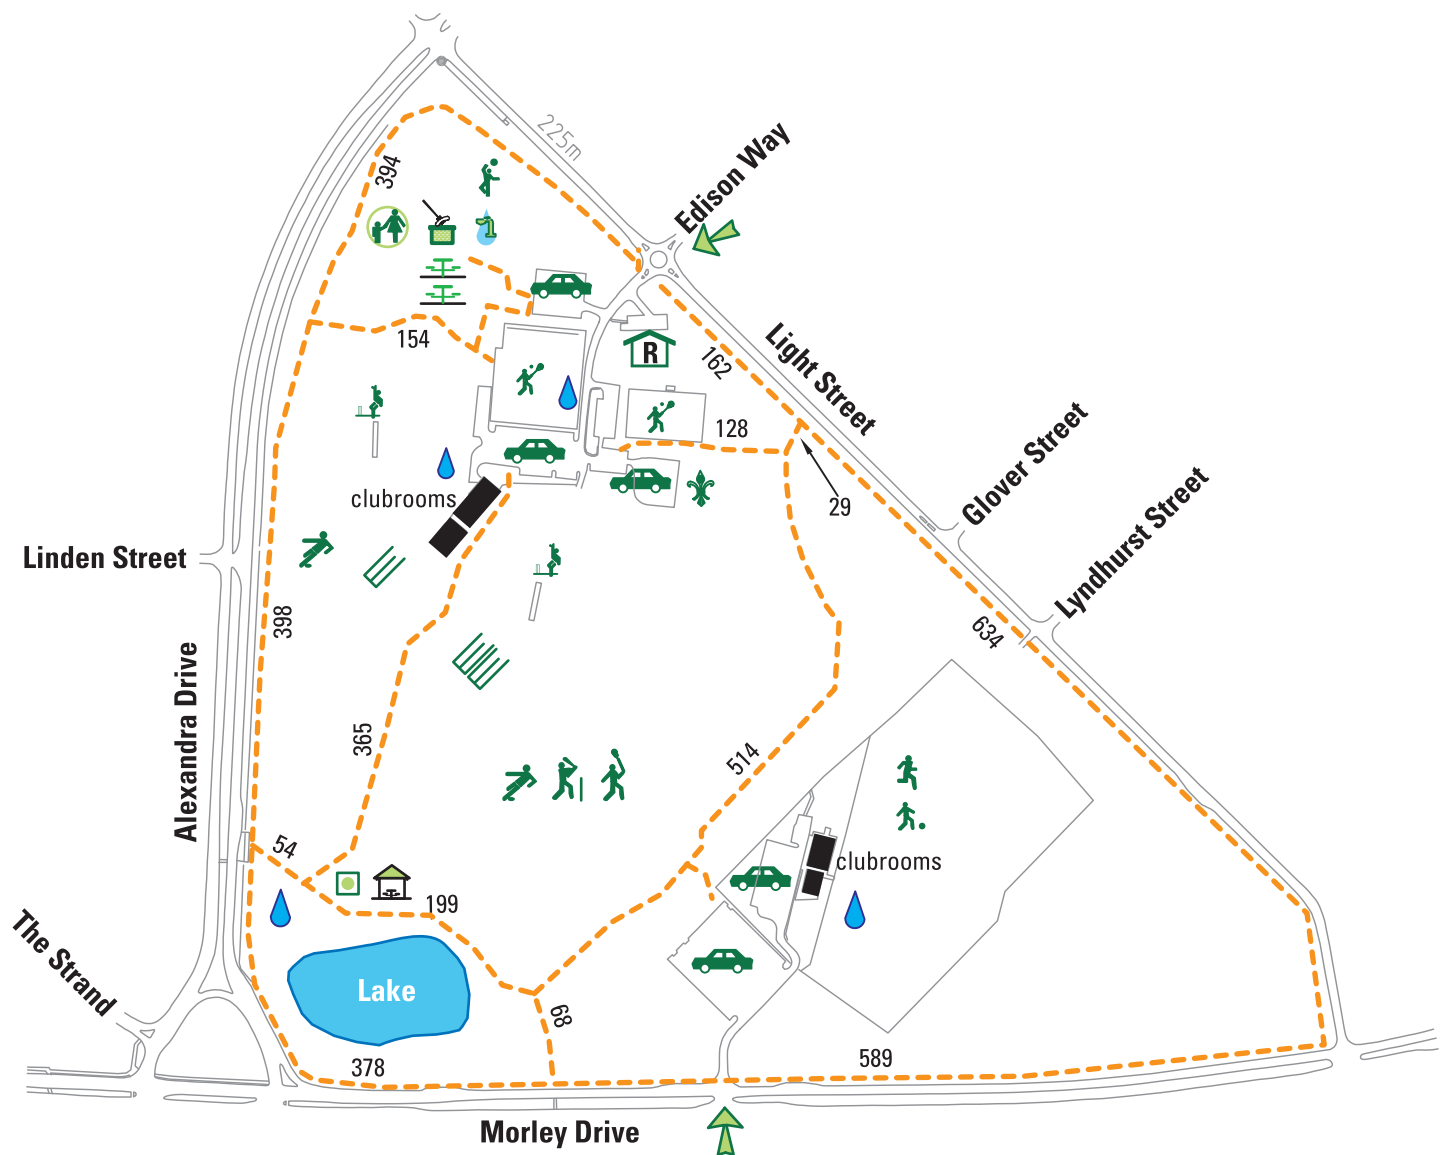 225m
Edison Way
394
154
R
162
Light Street
128
29
Glover Street
Lyndhurst Street
clubrooms
Linden Street
398
634
Alexandra Drive
365
514
54
clubrooms
199
The Strand
Lake
68
378
589
Morley Drive